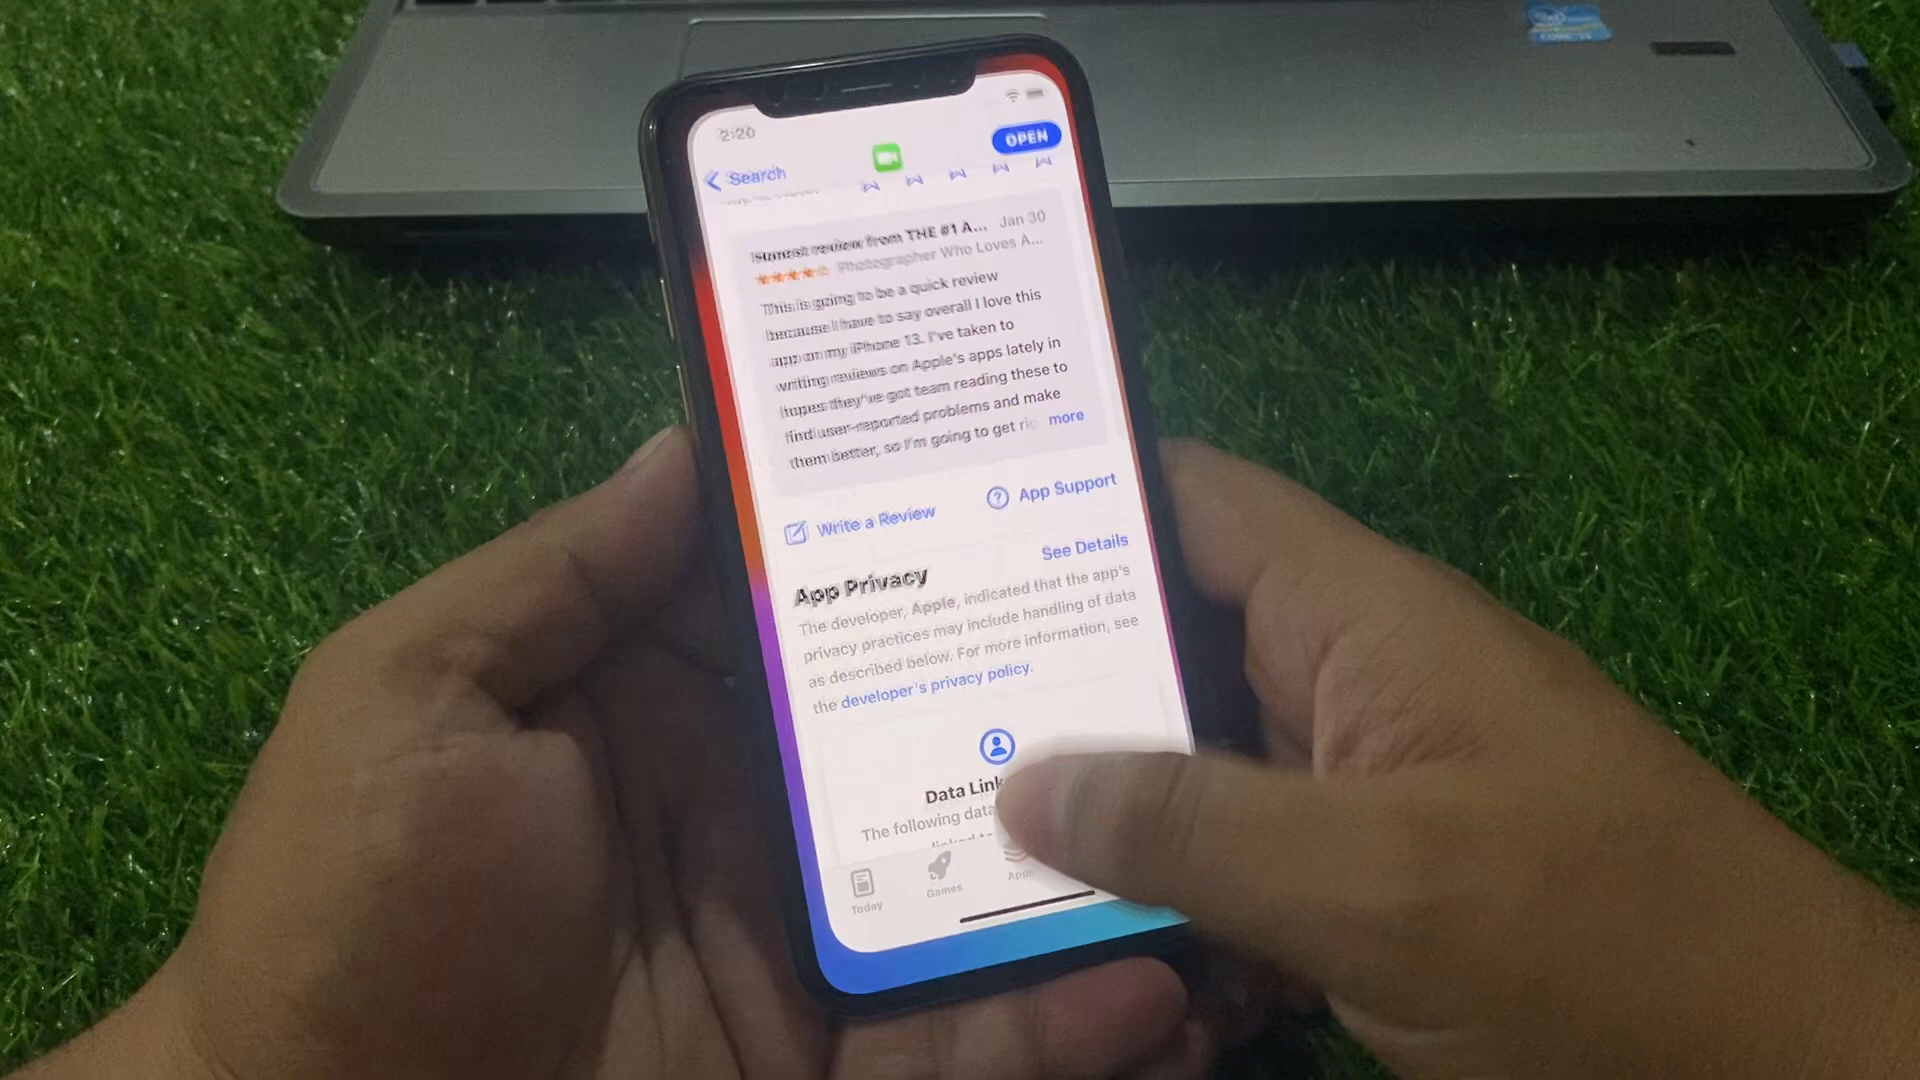 2:20
OPEN
Search
Honest review from THE #1 A... Jan 30
Photographer Who Loves A...
This is going to be a quick review
because I have to say overall I love this
app on my iPhone 13. I've taken to
writing reviews on Apple's apps lately in
hopes they've got team reading these to
find user-reported problems and make
them better, so I'm going to get ri
more
Write a Review
App Support
App Privacy
See Details
The developer, Apple, indicated that the app's
privacy practices may include handling of data
as described below. For more information, see
the developer's privacy policy.
Data Link
The following data
Today
Games
Apps